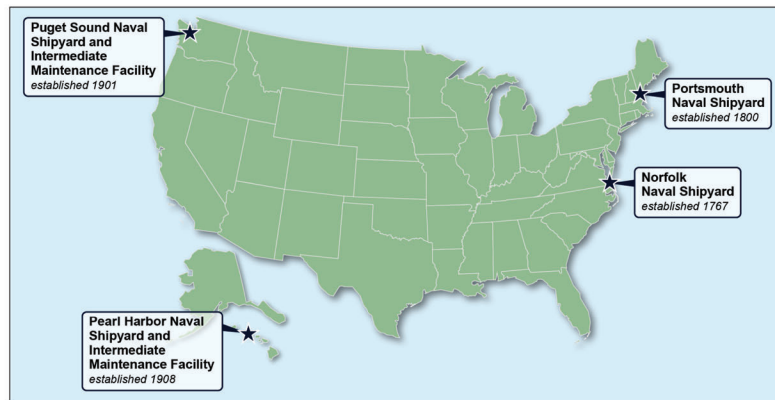 Puget Sound Naval
Shipyard and
Intermediate
Maintenance Facility
established 1901
Portsmouth
Naval Shipyard
established 1800
Norfolk
Naval Shipyard
established 1767
Pearl Harbor Naval
Shipyard and
Intermediate
Maintenance Facility
established 1908